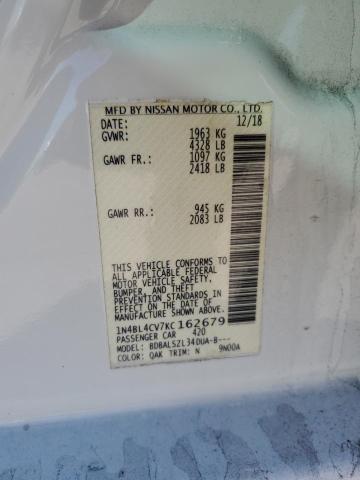 MFD BY NISSAN MOTOR CO., LTD.
DATE: 12/18
GVWR: 1963 KG
4328 LB
GAWR FR.: 1097 KG
2418 LB
GAWR RR.: 945 KG
2083 LB
THIS VEHICLE CONFORMS
TO ALL APPLICABLE FEDERAL
MOTOR VEHICLE SAFETY,
BUMPER, AND THEFT
PREVENTION STANDARDS
IN EFFECT ON THE DATE OF
MANUFACTURE SHOWN ABOVE.
1N4BL4CV7KC162679
PASSENGER CAR 420
MODEL: BDBALSZL34DUA-B---
COLOR: QAK TRIM: N 9N00A